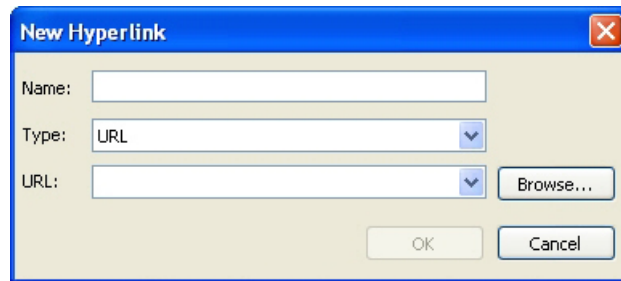 New Hyperlink
Name:
Type: URL
URL: Browse...
OK Cancel